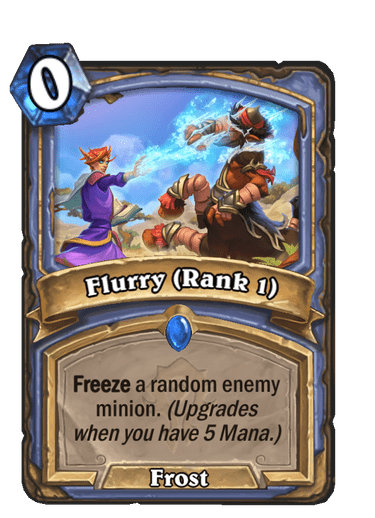 0
Flurry (Rank 1)
Freeze a random enemy
minion. (Upgrades
when you have 5 Mana.)
Frost